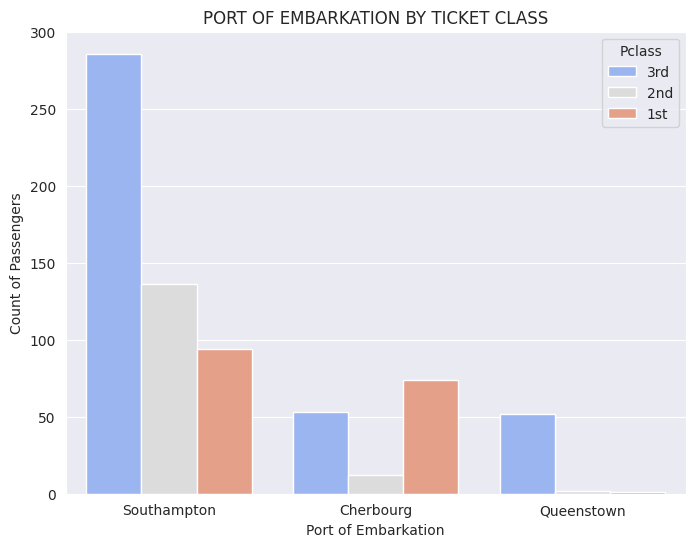 PORT OF EMBARKATION BY TICKET CLASS
300
250
200
150
100
50
0
Count of Passengers
Pclass
3rd
2nd
1st
Southampton
Cherbourg
Queenstown
Port of Embarkation